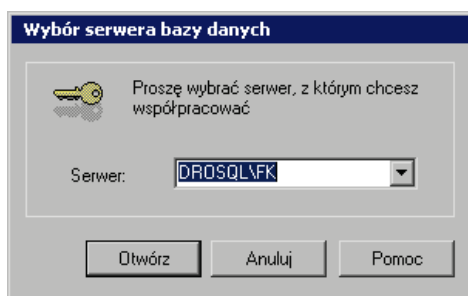 Wybór serwera bazy danych
Proszę wybrać serwer, z którym chcesz
współpracować
Serwer: DROSQL\FK
Otwórz Anuluj Pomoc